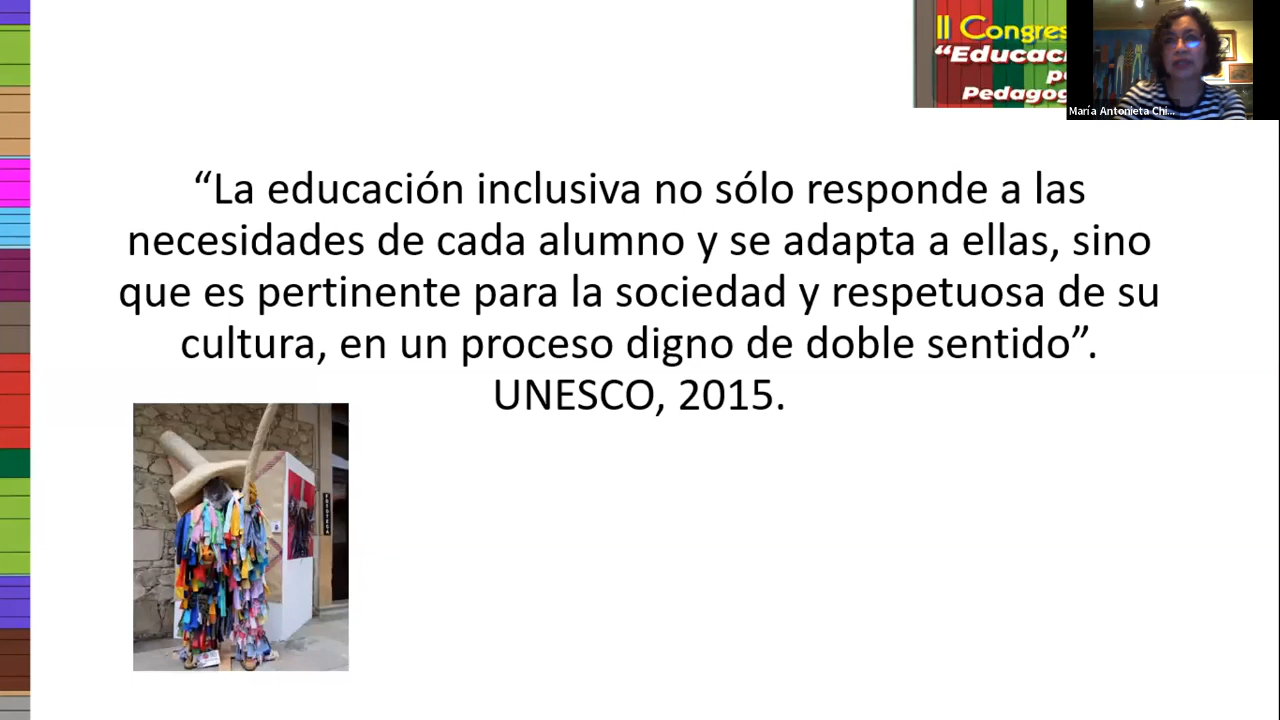 II Congres
“Educaci
po
Pedagog
María Antonieta Chi...
“La educación inclusiva no sólo responde a las
necesidades de cada alumno y se adapta a ellas, sino
que es pertinente para la sociedad y respetuosa de su
cultura, en un proceso digno de doble sentido”.
UNESCO, 2015.
FOTOTECA